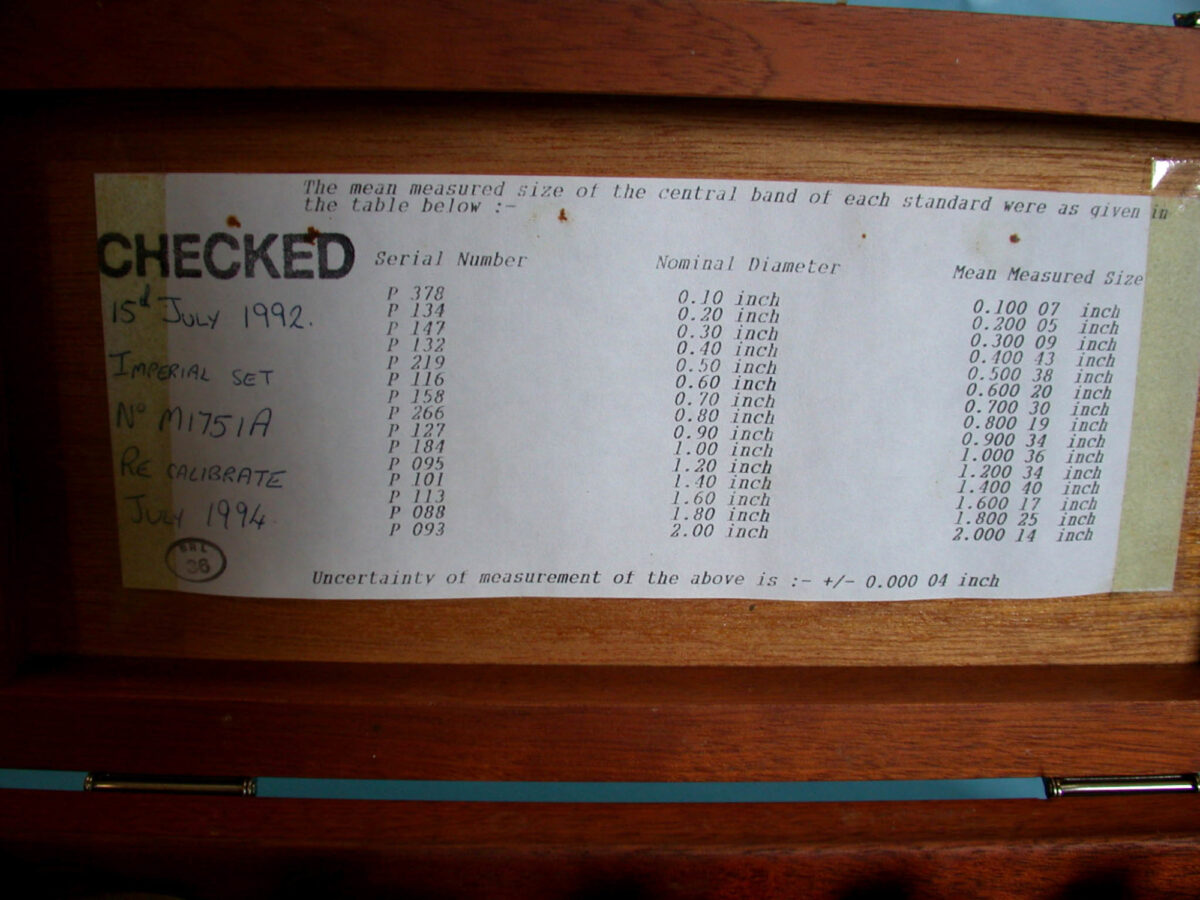 The mean measured size of the central band of each standard were as given in
the table below :-
CHECKED
15d July 1992.
IMPERIAL SET
No M1751A
RE CALIBRATE
JULY 1994
BRL
36
Serial Number Nominal Diameter Mean Measured Size
P 378 0.10 inch 0.100 07 inch
P 134 0.20 inch 0.200 05 inch
P 147 0.30 inch 0.300 09 inch
P 132 0.40 inch 0.400 43 inch
P 219 0.50 inch 0.500 38 inch
P 116 0.60 inch 0.600 20 inch
P 158 0.70 inch 0.700 30 inch
P 266 0.80 inch 0.800 19 inch
P 127 0.90 inch 0.900 34 inch
P 184 1.00 inch 1.000 36 inch
P 095 1.20 inch 1.200 34 inch
P 101 1.40 inch 1.400 40 inch
P 113 1.60 inch 1.600 17 inch
P 088 1.80 inch 1.800 25 inch
P 093 2.00 inch 2.000 14 inch
Uncertainty of measurement of the above is :- +/- 0.000 04 inch